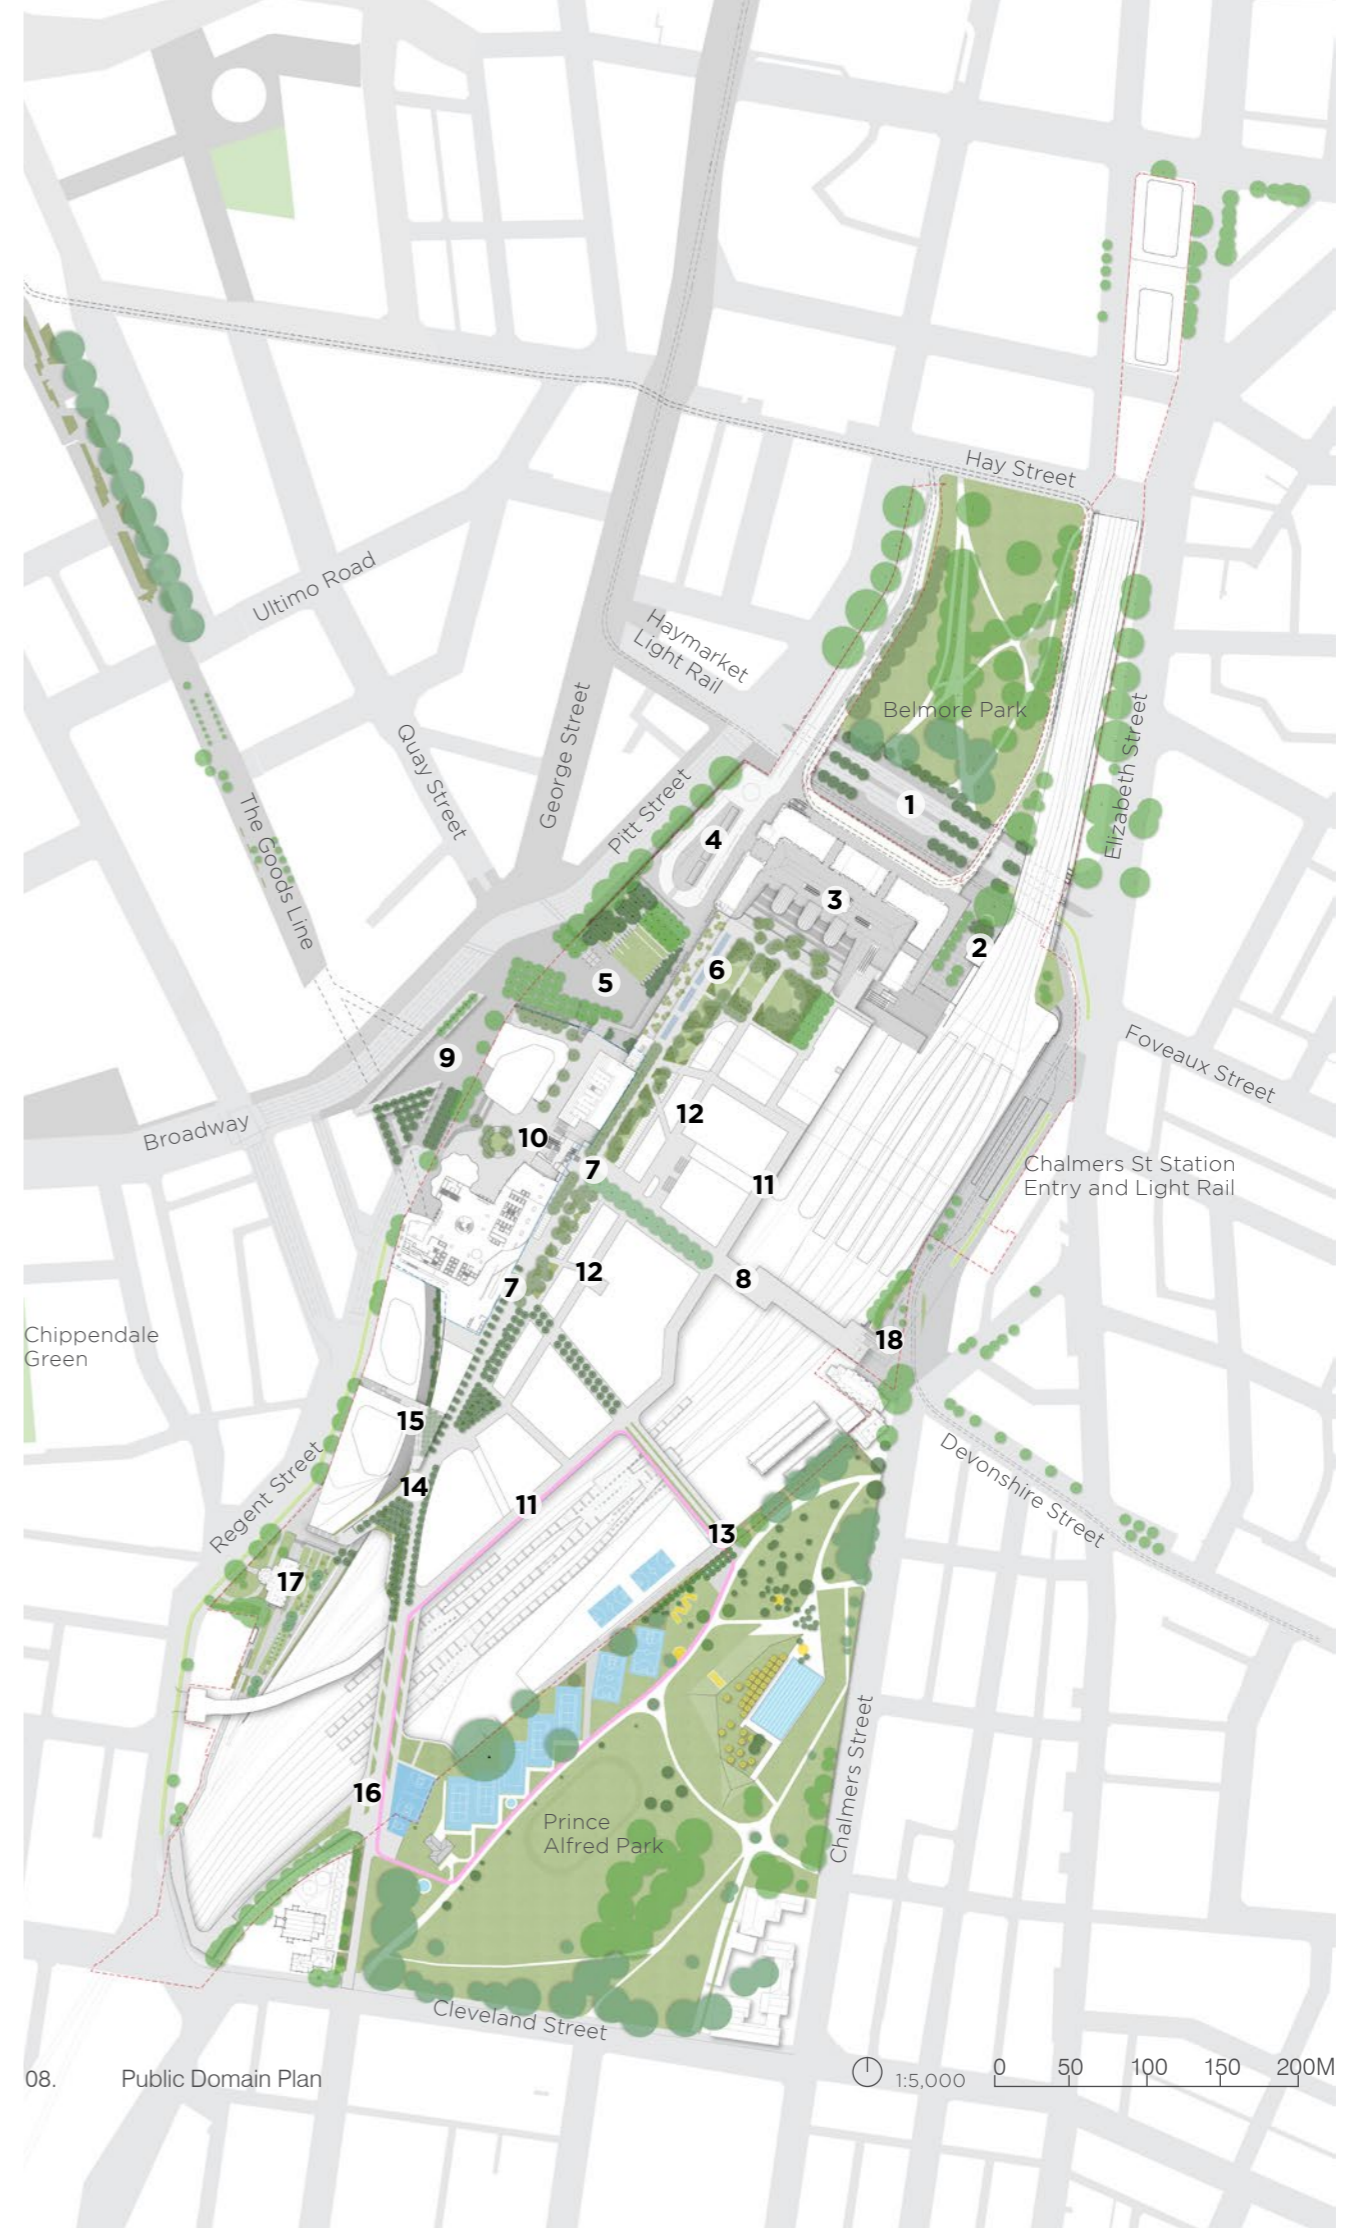 Hay Street
Ultimo Road
Haymarket
Light Rail
Belmore Park
George Street
Quay Street
Pitt Street
Elizabeth Street
The Goods Line
1
4
3
2
6
5
Foveaux Street
9
Broadway
12
10
7
11
Chalmers St Station
Entry and Light Rail
12
7
8
18
Chippendale
Green
15
Devonshire Street
Regent Street
14
11
13
17
Chalmers Street
16
Prince
Alfred Park
Cleveland Street
08. Public Domain Plan
1:5,000
0 50 100 150 200M